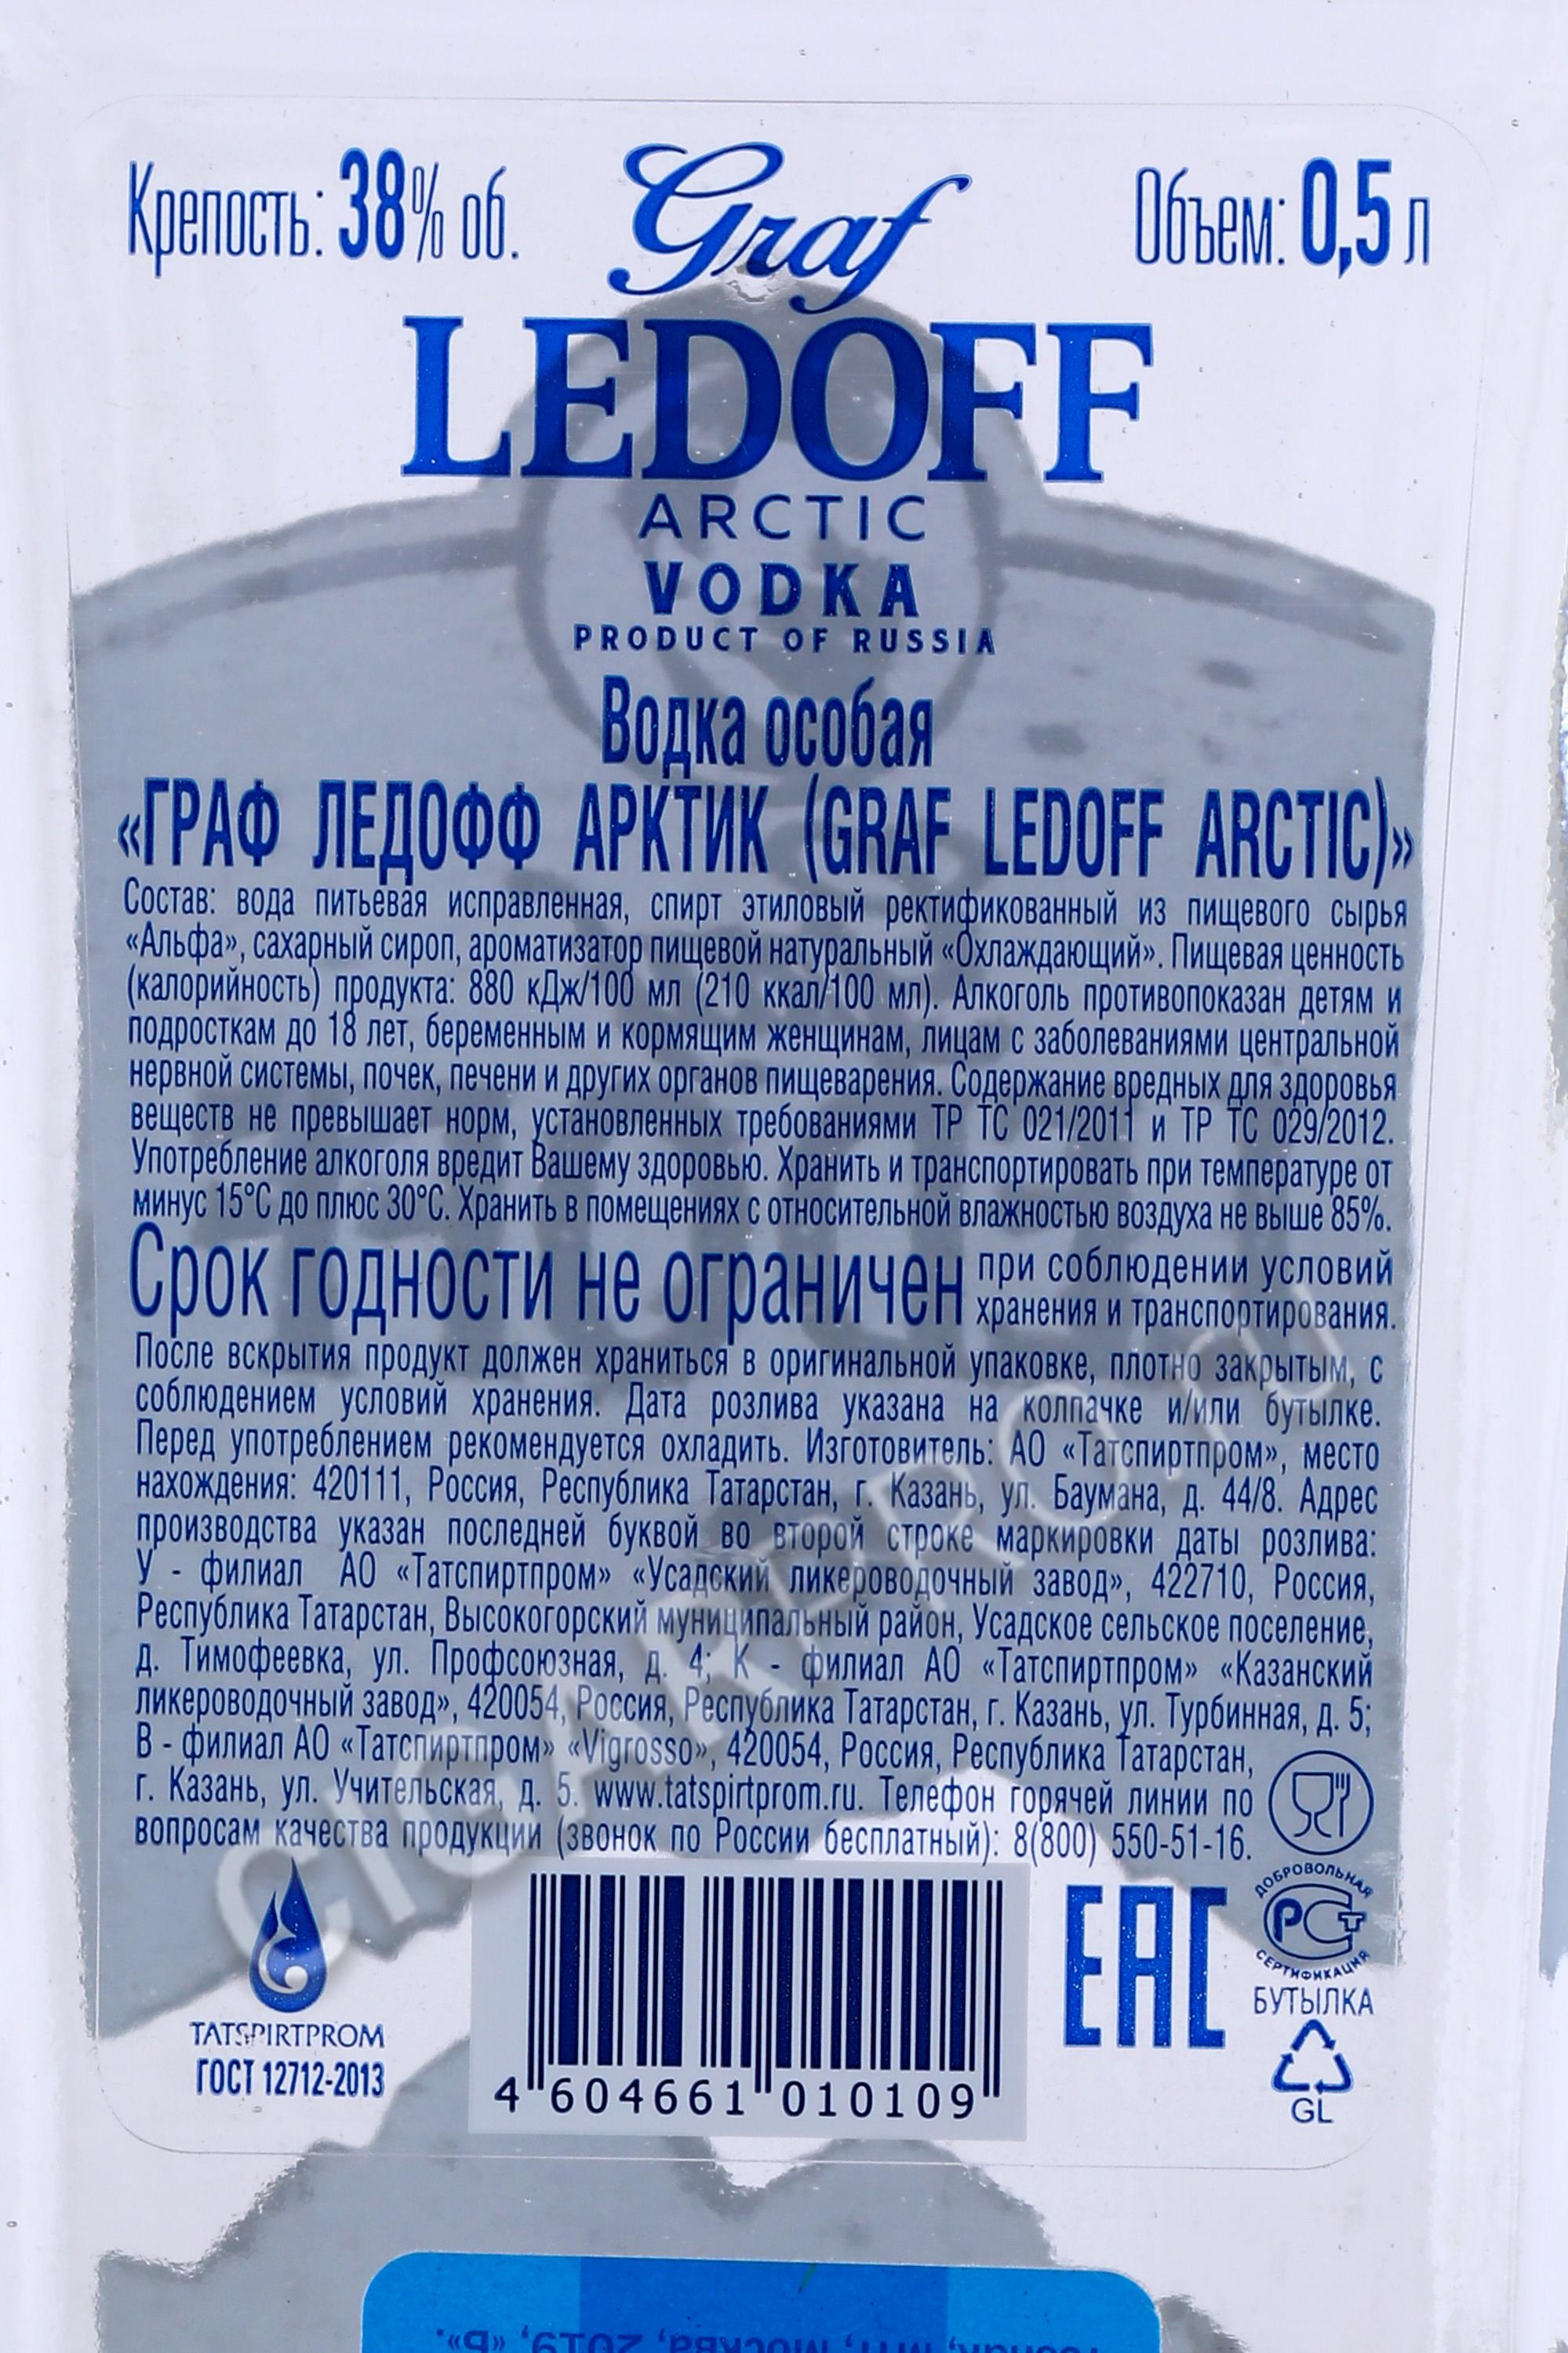 Крепость: 38% об.
Graf
Объем: 0,5 л
LEDOFF
ARCTIC
VODKA
PRODUCT OF RUSSIA
Водка особая
«ГРАФ ЛЕДОФФ АРКТИК (GRAF LEDOFF ARCTIC)»
Состав: вода питьевая исправленная, спирт этиловый ректификованный из пищевого сырья
«Альфа», сахарный сироп, ароматизатор пищевой натуральный «Охлаждающий». Пищевая ценность
(калорийность) продукта: 880 кДж/100 мл (210 ккал/100 мл). Алкоголь противопоказан детям и
подросткам до 18 лет, беременным и кормящим женщинам, лицам с заболеваниями центральной
нервной системы, почек, печени и других органов пищеварения. Содержание вредных для здоровья
веществ не превышает норм, установленных требованиями ТР ТС 021/2011 и ТР ТС 029/2012.
Употребление алкоголя вредит Вашему здоровью. Хранить и транспортировать при температуре от
минус 15°С до плюс 30°С. Хранить в помещениях с относительной влажностью воздуха не выше 85%.
Срок годности не ограничен при соблюдении условий
хранения и транспортирования.
После вскрытия продукт должен храниться в оригинальной упаковке, плотно закрытым, с
соблюдением условий хранения. Дата розлива указана на колпачке и/или бутылке.
Перед употреблением рекомендуется охладить. Изготовитель: АО «Татспиртпром», место
нахождения: 420111, Россия, Республика Татарстан, г. Казань, ул. Баумана, д. 44/8. Адрес
производства указан последней буквой во второй строке маркировки даты розлива:
У - филиал АО «Татспиртпром» «Усадский ликероводочный завод», 422710, Россия,
Республика Татарстан, Высокогорский муниципальный район, Усадское сельское поселение,
д. Тимофеевка, ул. Профсоюзная, д. 4; К - филиал АО «Татспиртпром» «Казанский
ликероводочный завод», 420054, Россия, Республика Татарстан, г. Казань, ул. Турбинная, д. 5;
В - филиал АО «Татспиртпром» «Vigrosso», 420054, Россия, Республика Татарстан,
г. Казань, ул. Учительская, д. 5. www.tatspirtprom.ru. Телефон горячей линии по
вопросам качества продукции (звонок по России бесплатный): 8(800) 550-51-16.
CIGARPRO.ru
ДОБРОВОЛЬНАЯ
РСТ
СЕРТИФИКАЦИЯ
EAC
БУТЫЛКА
GL
TATSPIRTPROM
ГОСТ 12712-2013
4 604661 010109
Москва, 2019, «В».